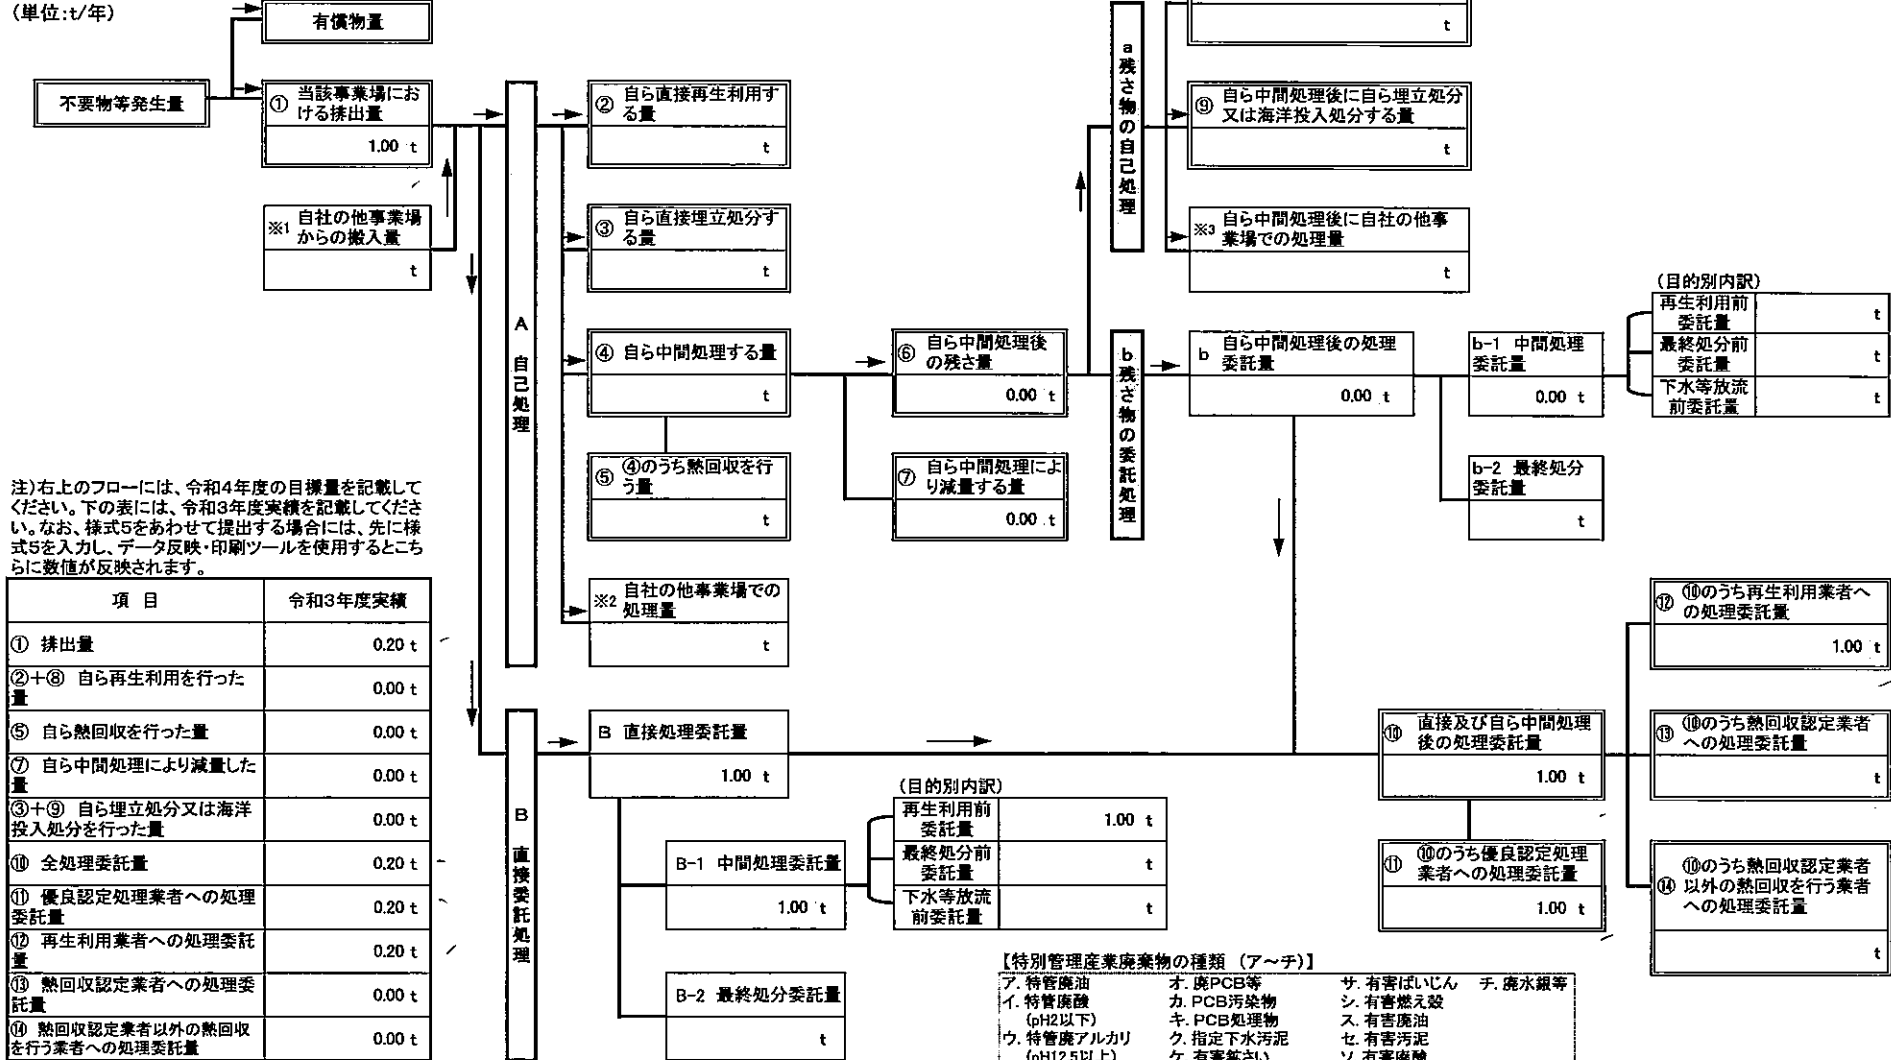 (単位:t/年)
有償物量
不要物等発生量
① 当該事業場にお
ける排出量
1.00 t
※1 自社の他事業場
からの搬入量
t
A 自己処理
② 自ら直接再生利用す
る量
t
③ 自ら直接埋立処分す
る量
t
④ 自ら中間処理する量
t
⑤ ④のうち熱回収を行
う量
t
※2 自社の他事業場での
処理量
t
⑥ 自ら中間処理後
の残さ量
0.00 t
⑦ 自ら中間処理によ
り減量する量
0.00 t
a 残さ物の自己処理
t
⑨ 自ら中間処理後に自ら埋立処分
又は海洋投入処分する量
t
※3 自ら中間処理後に自社の他事
業場での処理量
t
b 残さ物の委託処理
b 自ら中間処理後の処理
委託量
0.00 t
b-1 中間処理
委託量
0.00 t
b-2 最終処分
委託量
t
(目的別内訳)
再生利用前
委託量 t
最終処分前
委託量 t
下水等放流
前委託量 t
注)右上のフローには、令和4年度の目標量を記載して
ください。下の表には、令和3年度実績を記載してくださ
い。なお、様式5をあわせて提出する場合には、先に様
式5を入力し、データ反映・印刷ツールを使用するとこち
らに数値が反映されます。
項 目 令和3年度実績
① 排出量 0.20 t
②+⑧ 自ら再生利用を行った
量 0.00 t
⑤ 自ら熱回収を行った量 0.00 t
⑦ 自ら中間処理により減量した
量 0.00 t
③+⑨ 自ら埋立処分又は海洋
投入処分を行った量 0.00 t
⑩ 全処理委託量 0.20 t
⑪ 優良認定処理業者への処理
委託量 0.20 t
⑫ 再生利用業者への処理委託
量 0.20 t
⑬ 熱回収認定業者への処理委
託量 0.00 t
⑭ 熱回収認定業者以外の熱回収
を行う業者への処理委託量 0.00 t
B 直接委託処理
B 直接処理委託量
1.00 t
B-1 中間処理委託量
1.00 t
B-2 最終処分委託量
t
(目的別内訳)
再生利用前
委託量 1.00 t
最終処分前
委託量 t
下水等放流
前委託量 t
⑩ 直接及び自ら中間処理
後の処理委託量
1.00 t
⑪ ⑩のうち優良認定処理
業者への処理委託量
1.00 t
⑫ ⑩のうち再生利用業者へ
の処理委託量
1.00 t
⑬ ⑩のうち熱回収認定業者
への処理委託量
t
⑭ ⑩のうち熱回収認定業者
以外の熱回収を行う業者
への処理委託量
t
【特別管理産業廃棄物の種類 (ア~チ)】
ア. 特管廃油 オ. 廃PCB等 サ. 有害ばいじん チ. 廃水銀等
イ. 特管廃酸 カ. PCB汚染物 シ. 有害燃え殻
(pH2以下) キ. PCB処理物 ス. 有害廃油
ウ. 特管廃アルカリ ク. 指定下水汚泥 セ. 有害汚泥
(pH12.5以上) ケ. 有害鉱さい ソ. 有害廃酸